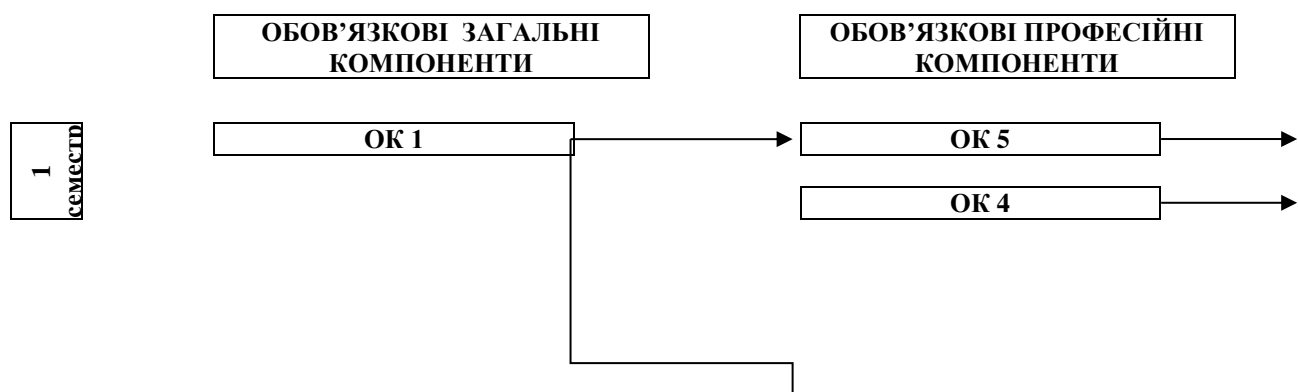 ОБОВ’ЯЗКОВІ ЗАГАЛЬНІ
КОМПОНЕНТИ
ОБОВ’ЯЗКОВІ ПРОФЕСІЙНІ
КОМПОНЕНТИ
1
семестр
ОК 1
ОК 5
ОК 4